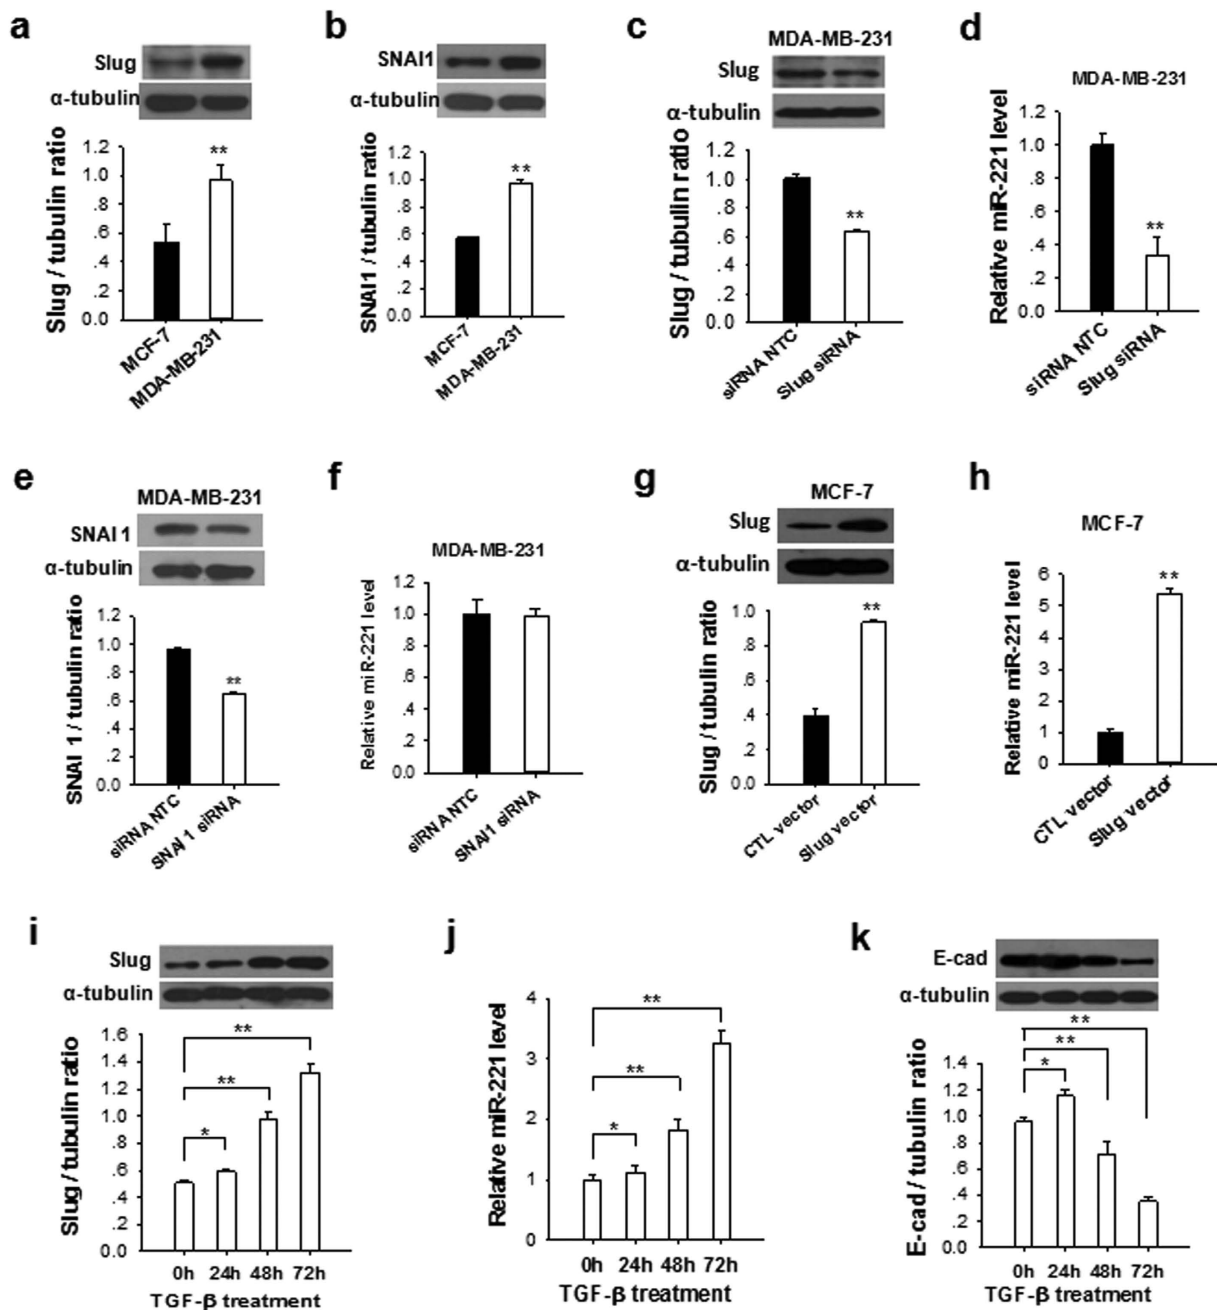 a
Slug
α-tubulin
Slug / tubulin ratio
1.2
1.0
.8
.6
.4
.2
0.0
**
MCF-7
MDA-MB-231
b
SNAI1
α-tubulin
SNAI1 / tubulin ratio
1.2
1.0
.8
.6
.4
.2
0.0
**
MCF-7
MDA-MB-231
c
MDA-MB-231
Slug
α-tubulin
Slug / tubulin ratio
1.2
1.0
.8
.6
.4
.2
0.0
**
siRNA NTC
Slug siRNA
d
MDA-MB-231
Relative miR-221 level
1.2
1.0
.8
.6
.4
.2
0.0
**
siRNA NTC
Slug siRNA
e
MDA-MB-231
SNAI 1
α-tubulin
SNAI 1 / tubulin ratio
1.2
1.0
.8
.6
.4
.2
0.0
**
siRNA NTC
SNAI 1 siRNA
f
MDA-MB-231
Relative miR-221 level
1.2
1.0
.8
.6
.4
.2
0.0
siRNA NTC
SNAI1 siRNA
g
MCF-7
Slug
α-tubulin
Slug / tubulin ratio
1.0
.8
.6
.4
.2
0.0
**
CTL vector
Slug vector
h
MCF-7
Relative miR-221 level
6
5
4
3
2
1
0
**
CTL vector
Slug vector
i
Slug
α-tubulin
Slug / tubulin ratio
1.6
1.4
1.2
1.0
.8
.6
.4
.2
0.0
**
**
*
0h 24h 48h 72h
TGF-β treatment
j
Relative miR-221 level
4
3
2
1
0
**
**
*
0h 24h 48h 72h
TGF-β treatment
k
E-cad
α-tubulin
E-cad / tubulin ratio
1.4
1.2
1.0
.8
.6
.4
.2
0.0
**
**
*
0h 24h 48h 72h
TGF-β treatment